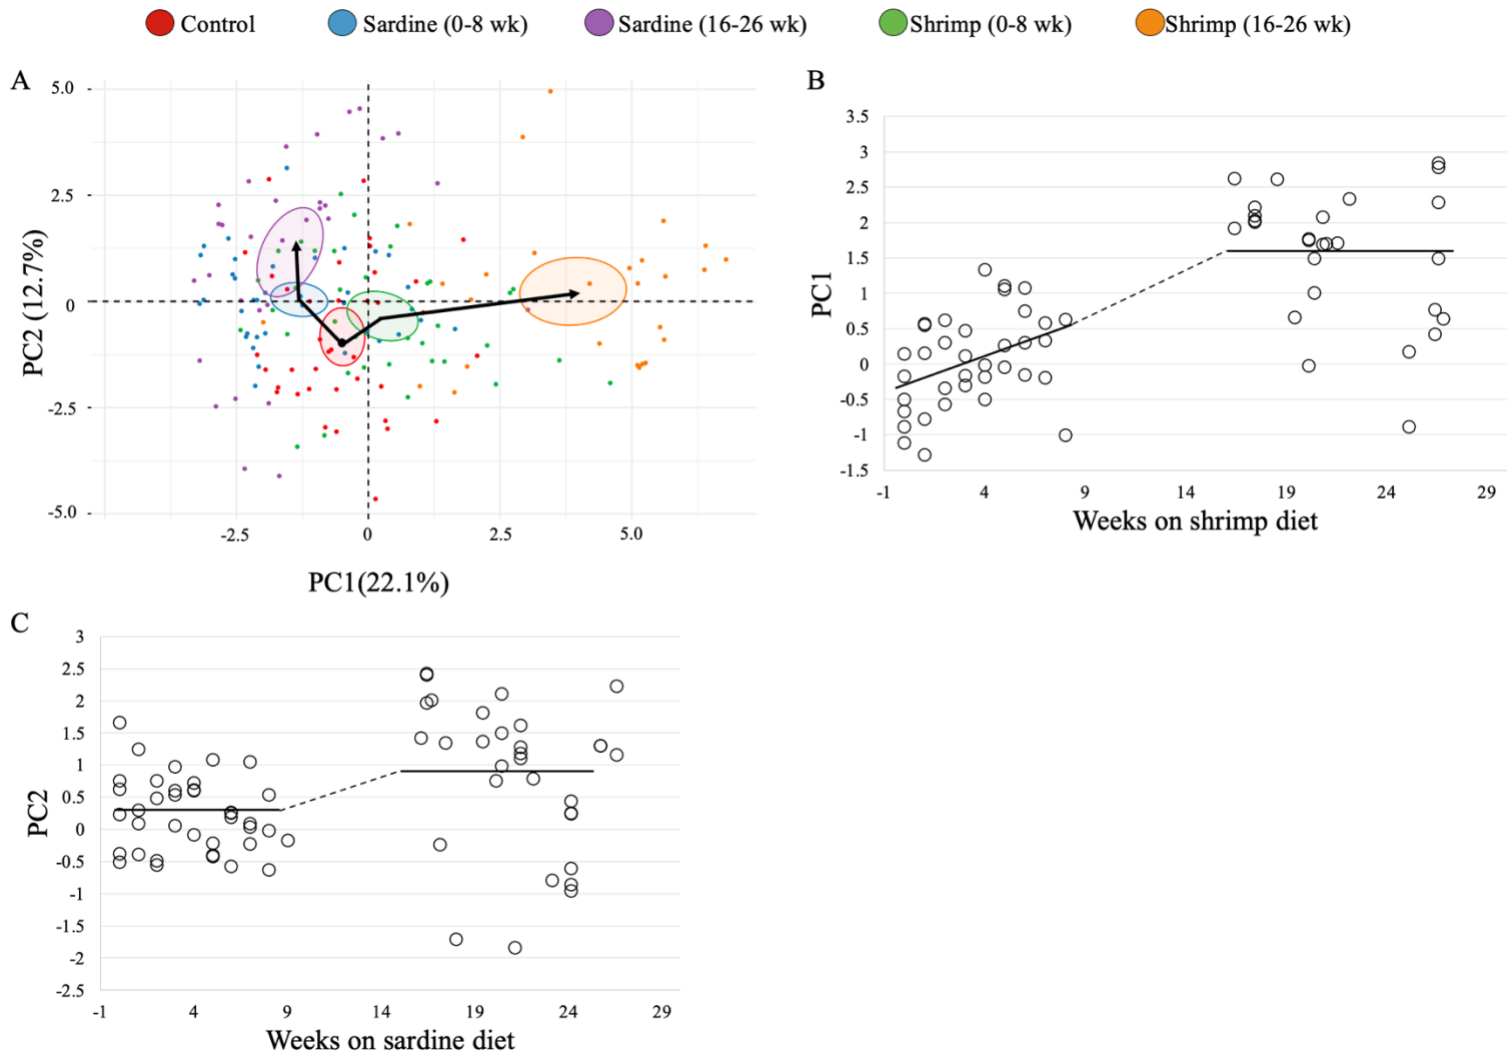 Control Sardine (0-8 wk) Sardine (16-26 wk) Shrimp (0-8 wk) Shrimp (16-26 wk)
A
5.0
2.5
0
-2.5
-5.0
PC2 (12.7%)
-2.5 0 2.5 5.0
PC1(22.1%)
B
3.5
3
2.5
2
1.5
1
0.5
0
-0.5
-1
-1.5
PC1
-1 4 9 14 19 24 29
Weeks on shrimp diet
C
3
2.5
2
1.5
1
0.5
0
-0.5
-1
-1.5
-2
-2.5
PC2
-1 4 9 14 19 24 29
Weeks on sardine diet